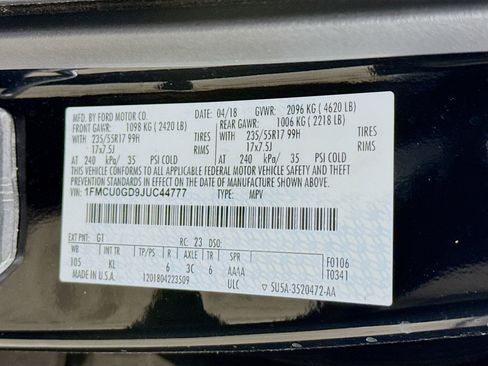 MFD. BY FORD MOTOR CO. 04/18 GVWR: 2096 KG ( 4620 LB)
FRONT GAWR: 1098 KG ( 2420 LB) REAR GAWR: 1006 KG ( 2218 LB)
WITH 235/55R17 99H TIRES WITH 235/55R17 99H TIRES
17x7.5J RIMS 17x7.5J RIMS
AT 240 kPa/ 35 PSI COLD AT 240 kPa/ 35 PSI COLD
THIS VEHICLE CONFORMS TO ALL APPLICABLE FEDERAL MOTOR VEHICLE SAFETY AND THEFT PREVENTION STANDARDS IN EFFECT ON THE DATE OF MANUFACTURE SHOWN ABOVE.
VIN: 1FMCU0GD9JUC44777 TYPE: MPV
EXT PNT: G1 RC: 23 DSO:
WB INT TR TP/PS R AXLE TR SPR F0106
105 KL 6 3C 6 AAAA T0341
MADE IN U.S.A. 1201804223509 ULC ▽ 5U5A-3520472-AA